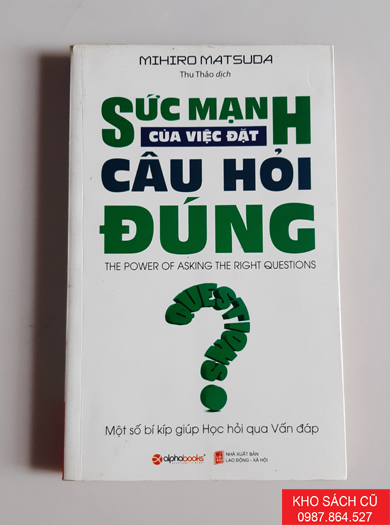 MIHIRO MATSUDA
Thu Thảo dịch
SỨC MẠNH
CỦA VIỆC ĐẶT
CÂU HỎI
ĐÚNG
THE POWER OF ASKING THE RIGHT QUESTIONS
QUESTIONS
Một số bí kíp giúp Học hỏi qua Vấn đáp
alphabooks
NHÀ XUẤT BẢN
LAO ĐỘNG - XÃ HỘI
KHO SÁCH CŨ
0987.864.527